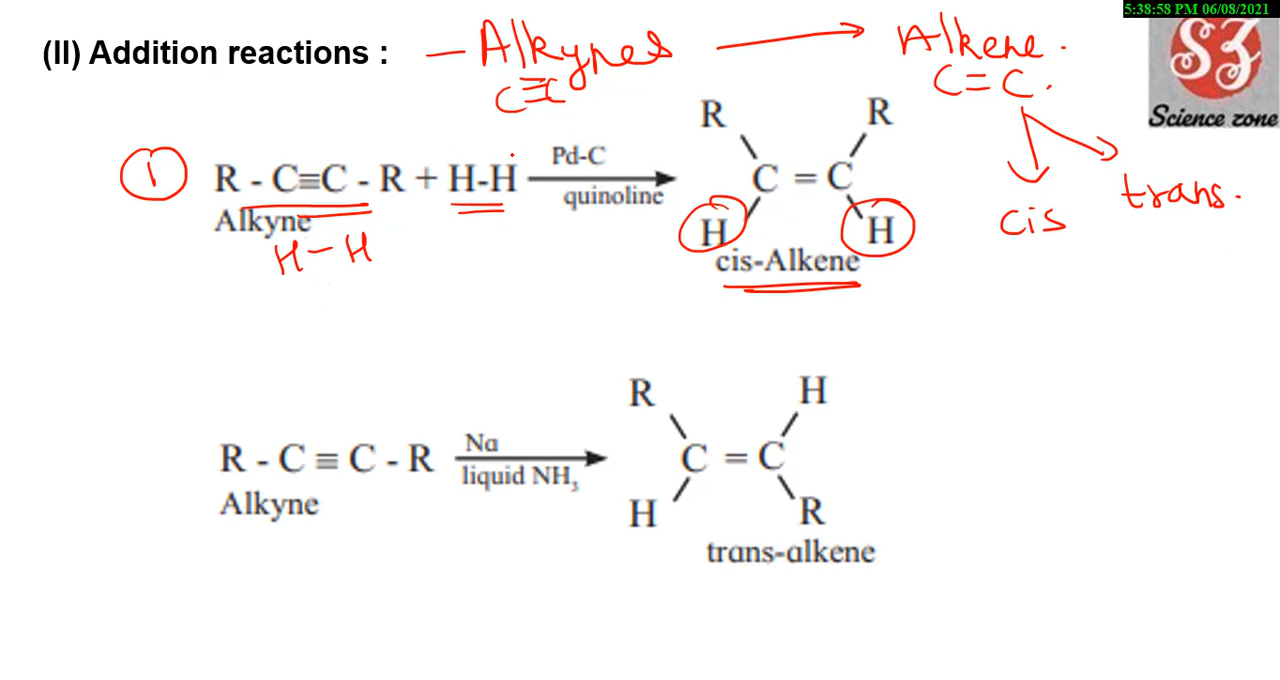 5:38:58 PM 06/08/2021
SZ
Science zone
(II) Addition reactions : — Alkynes → Alkene.
C≡C C=C.
cis trans.
1
R - C≡C - R + H-H
Alkyne
H-H
Pd-C
quinoline
R R
C = C
H H
cis-Alkene
R - C ≡ C - R
Alkyne
Na
liquid NH₃
R H
C = C
H R
trans-alkene